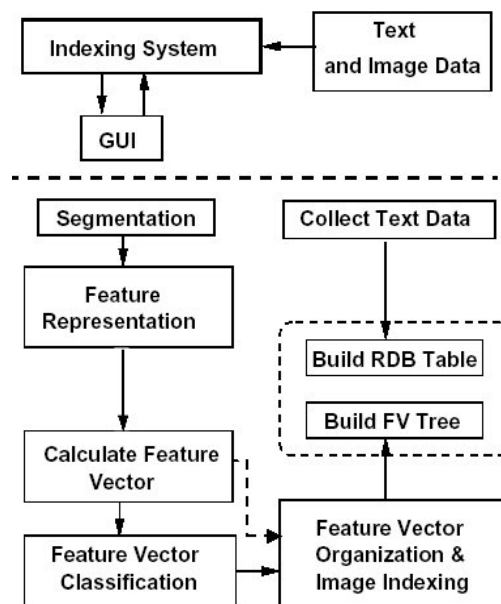 Indexing System
Text
and Image Data
GUI
Segmentation
Collect Text Data
Feature
Representation
Build RDB Table
Build FV Tree
Calculate Feature
Vector
Feature Vector
Classification
Feature Vector
Organization &
Image Indexing